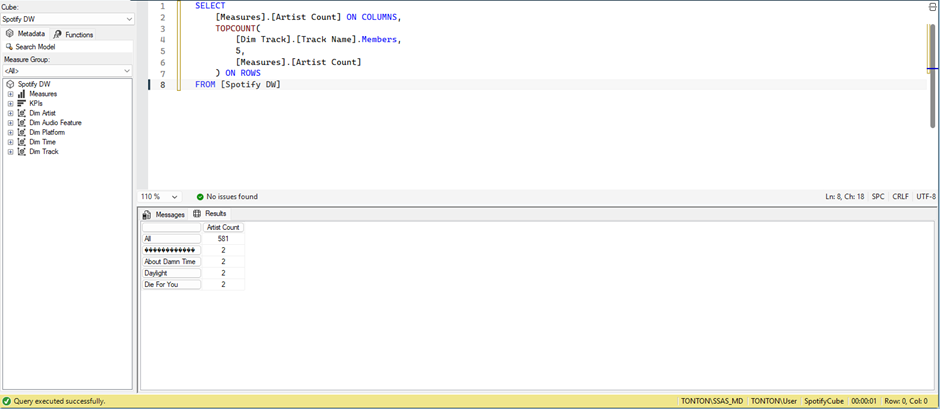 Cube:
Spotify DW
Metadata Functions
Search Model
Measure Group:
<All>
Spotify DW
Measures
KPIs
Dim Artist
Dim Audio Feature
Dim Platform
Dim Time
Dim Track
1 SELECT
2 [Measures].[Artist Count] ON COLUMNS,
3 TOPCOUNT(
4 [Dim Track].[Track Name].Members,
5 5,
6 [Measures].[Artist Count]
7 ) ON ROWS
8 FROM [Spotify DW]
110 % No issues found Ln: 8, Ch: 18 SPC CRLF UTF-8
Messages Results
Artist Count
All 581
������������ 2
About Damn Time 2
Daylight 2
Die For You 2
Query executed successfully. TONTON\SSAS_MD TONTON\User SpotifyCube 00:00:01 Row: 0, Col: 0